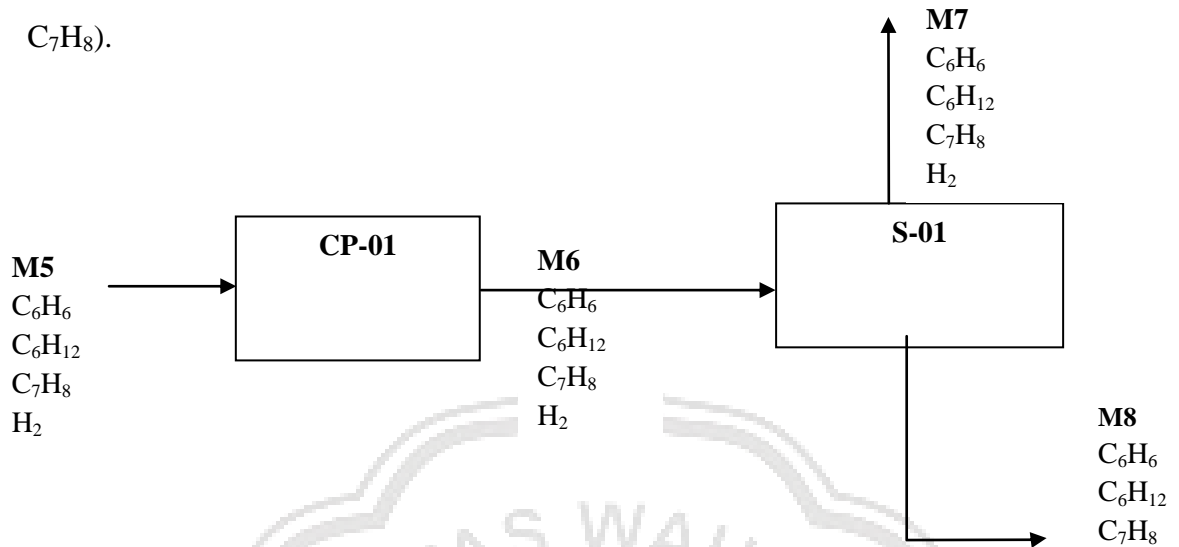 C₇H₈).
M7
C₆H₆
C₆H₁₂
C₇H₈
H₂
CP-01
S-01
M5
C₆H₆
C₆H₁₂
C₇H₈
H₂
M6
C₆H₆
C₆H₁₂
C₇H₈
H₂
M8
C₆H₆
C₆H₁₂
C₇H₈